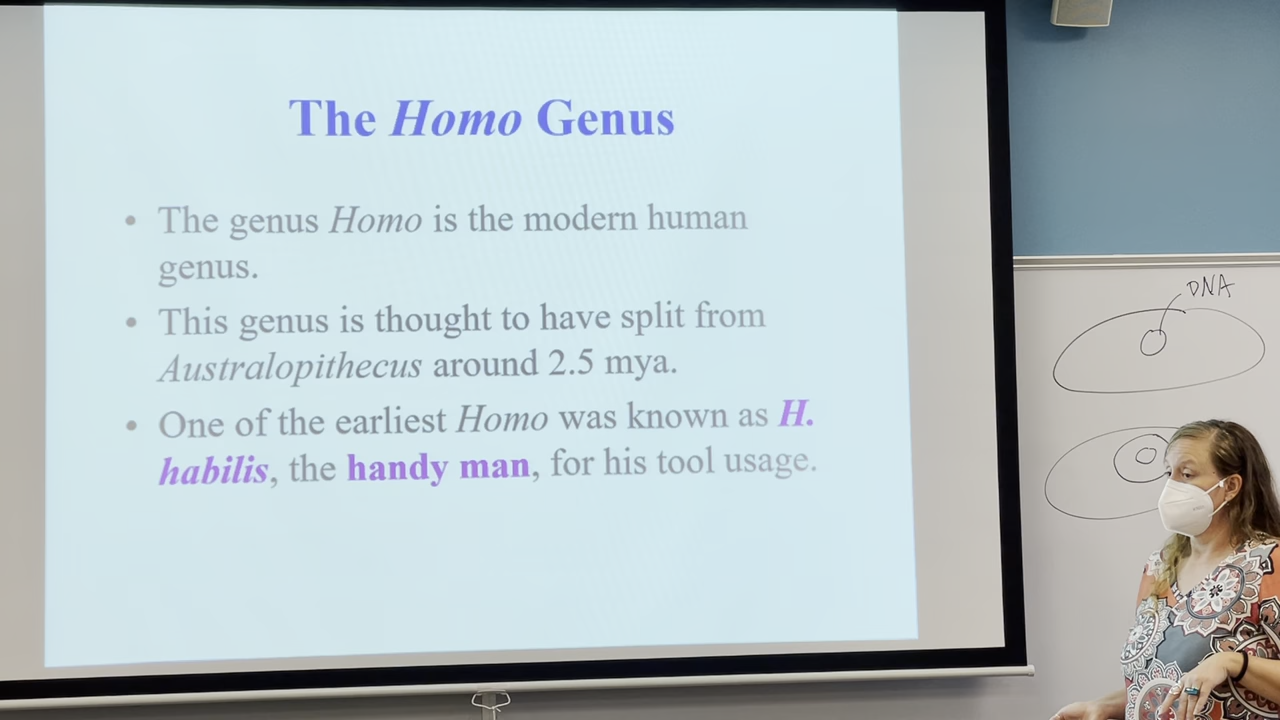 The Homo Genus
• The genus Homo is the modern human
genus.
• This genus is thought to have split from
Australopithecus around 2.5 mya.
• One of the earliest Homo was known as H.
habilis, the handy man, for his tool usage.
DNA